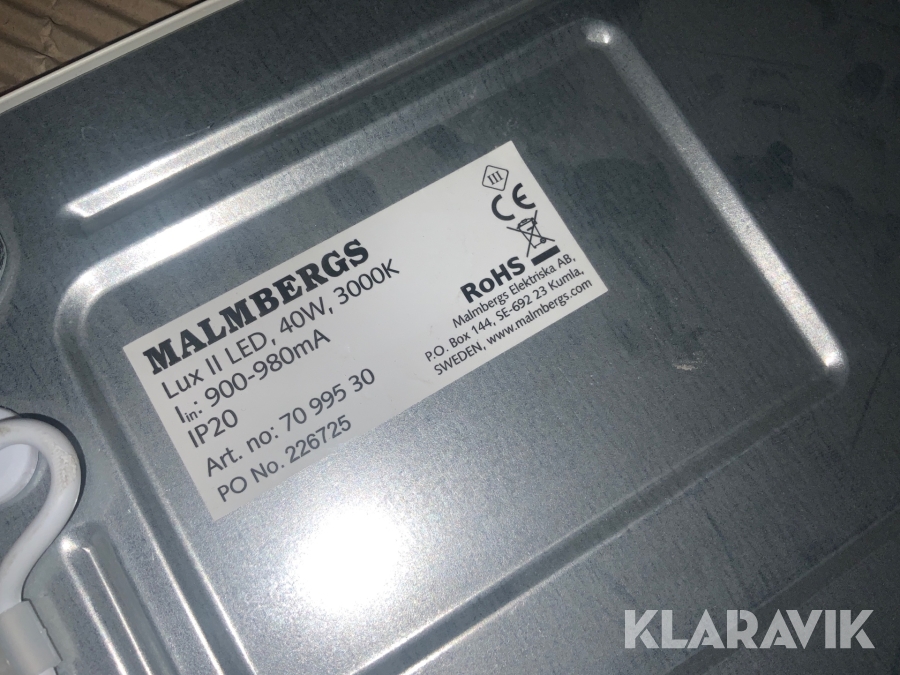 MALMBERGS
Lux II LED, 40W, 3000K
Iin: 900-980mA
IP20
Art. no: 70 995 30
PO No. 226725
III
CE
RoHS
Malmbergs Elektriska AB,
P.O. Box 144, SE-692 23 Kumla,
SWEDEN, www.malmbergs.com
KLARAVIK